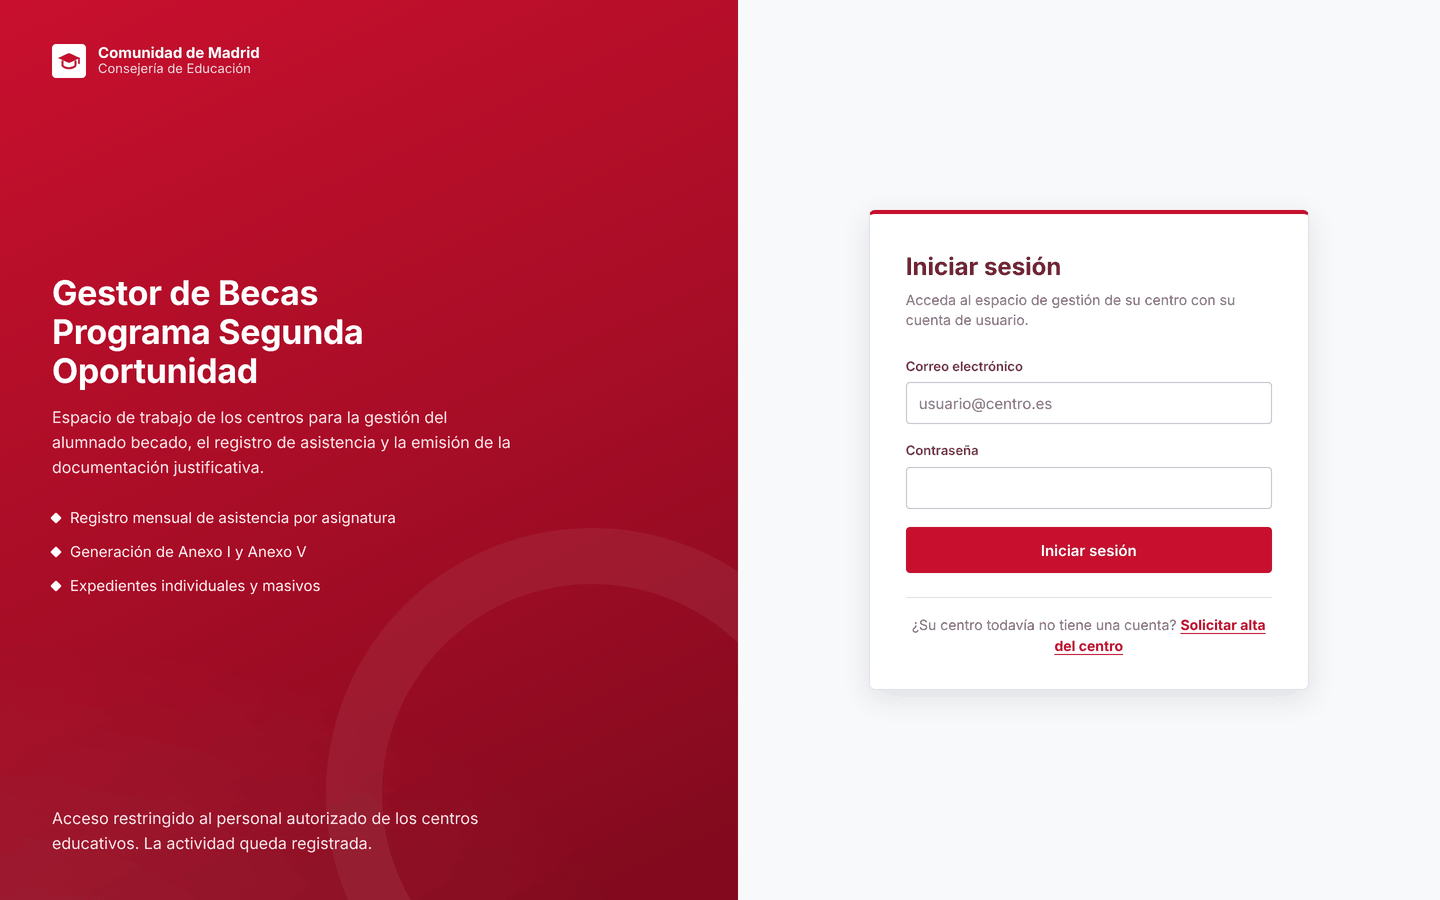 Comunidad de Madrid
Consejería de Educación
Gestor de Becas
Programa Segunda
Oportunidad
Espacio de trabajo de los centros para la gestión del
alumnado becado, el registro de asistencia y la emisión de la
documentación justificativa.
Registro mensual de asistencia por asignatura
Generación de Anexo I y Anexo V
Expedientes individuales y masivos
Acceso restringido al personal autorizado de los centros
educativos. La actividad queda registrada.
Iniciar sesión
Acceda al espacio de gestión de su centro con su
cuenta de usuario.
Correo electrónico
usuario@centro.es
Contraseña
Iniciar sesión
¿Su centro todavía no tiene una cuenta? Solicitar alta
del centro